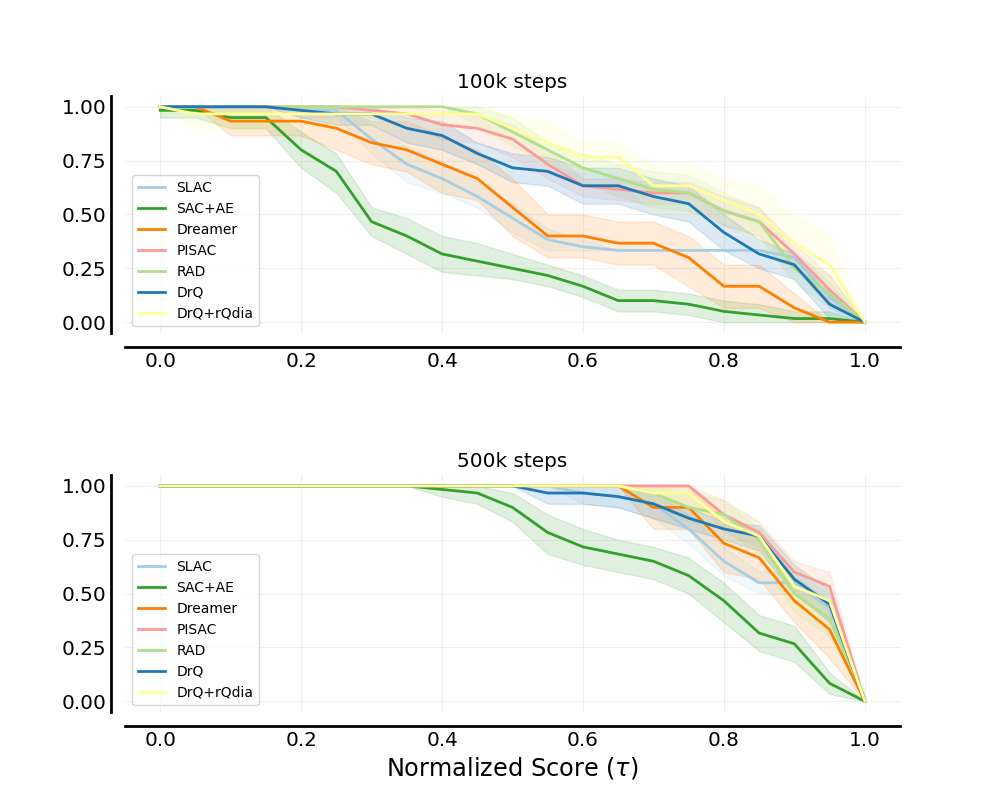 100k steps
1.00
0.75
0.50
0.25
0.00
SLAC
SAC+AE
Dreamer
PISAC
RAD
DrQ
DrQ+rQdia
0.0 0.2 0.4 0.6 0.8 1.0
500k steps
1.00
0.75
0.50
0.25
0.00
SLAC
SAC+AE
Dreamer
PISAC
RAD
DrQ
DrQ+rQdia
0.0 0.2 0.4 0.6 0.8 1.0
Normalized Score (τ)